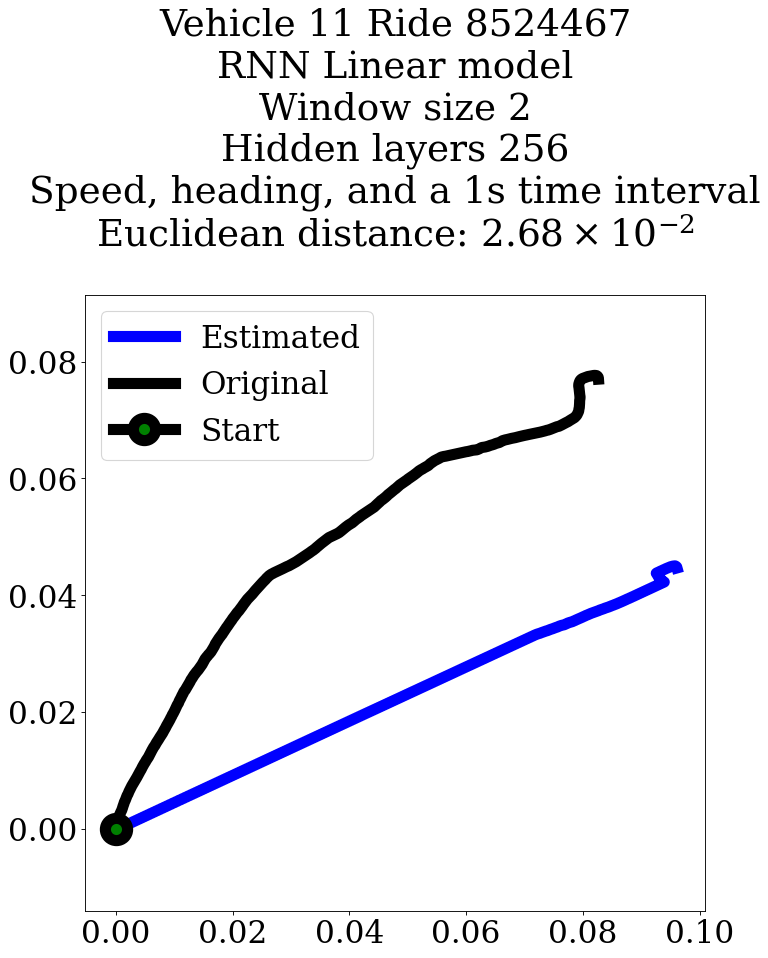 Vehicle 11 Ride 8524467
RNN Linear model
Window size 2
Hidden layers 256
Speed, heading, and a 1s time interval
Euclidean distance: 2.68 × 10⁻²
Estimated
Original
Start
0.08
0.06
0.04
0.02
0.00
0.00 0.02 0.04 0.06 0.08 0.10